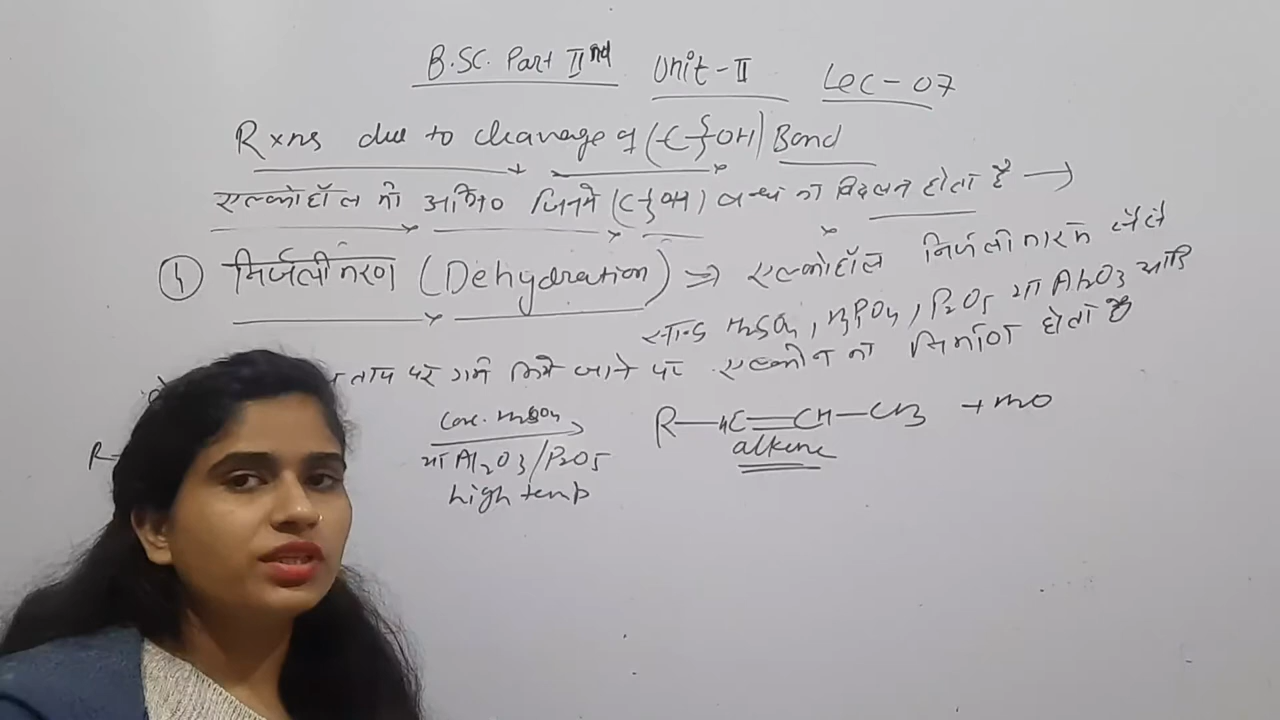 B.SC. Part IInd Unit-II Lec-07
Rxns due to cleavage of (C-}OH) Bond
एल्कोहॉल की अभि० जिनमे (C-}OH) बन्ध का विदलन होता है →
1) निर्जलीकरण (Dehydration) ⇒ एल्कोहॉल निर्जलीकारक जैसे
सान्द्र H2SO4, H3PO4, P2O5 या Al2O3 आदि
ताप पर गर्म किये जाने पर एल्कीन का निर्माण होता है
R- Conc. H2SO4 → R-HC=CH-CH3 + H2O
या Al2O3/P2O5 alkene
high temp